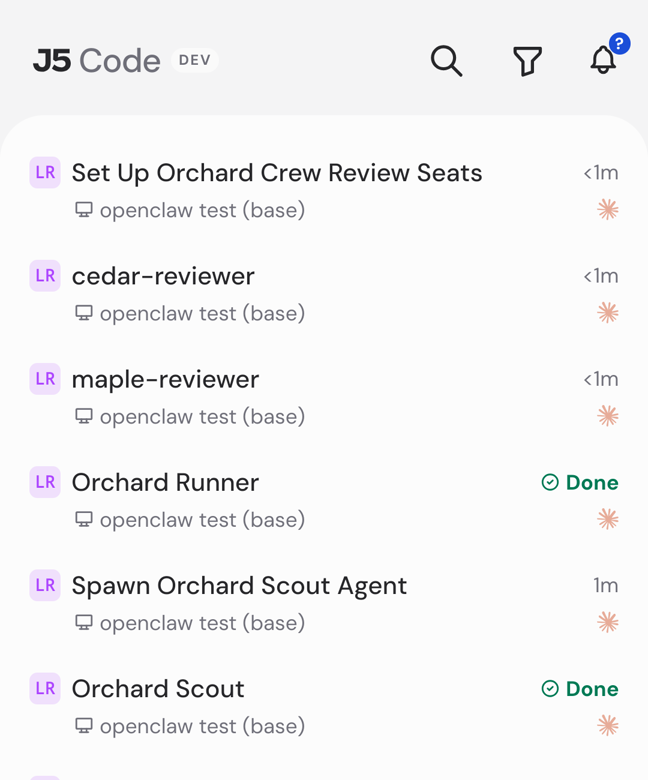 J5 Code DEV
?
LR Set Up Orchard Crew Review Seats <1m
openclaw test (base)
LR cedar-reviewer <1m
openclaw test (base)
LR maple-reviewer <1m
openclaw test (base)
LR Orchard Runner Done
openclaw test (base)
LR Spawn Orchard Scout Agent 1m
openclaw test (base)
LR Orchard Scout Done
openclaw test (base)